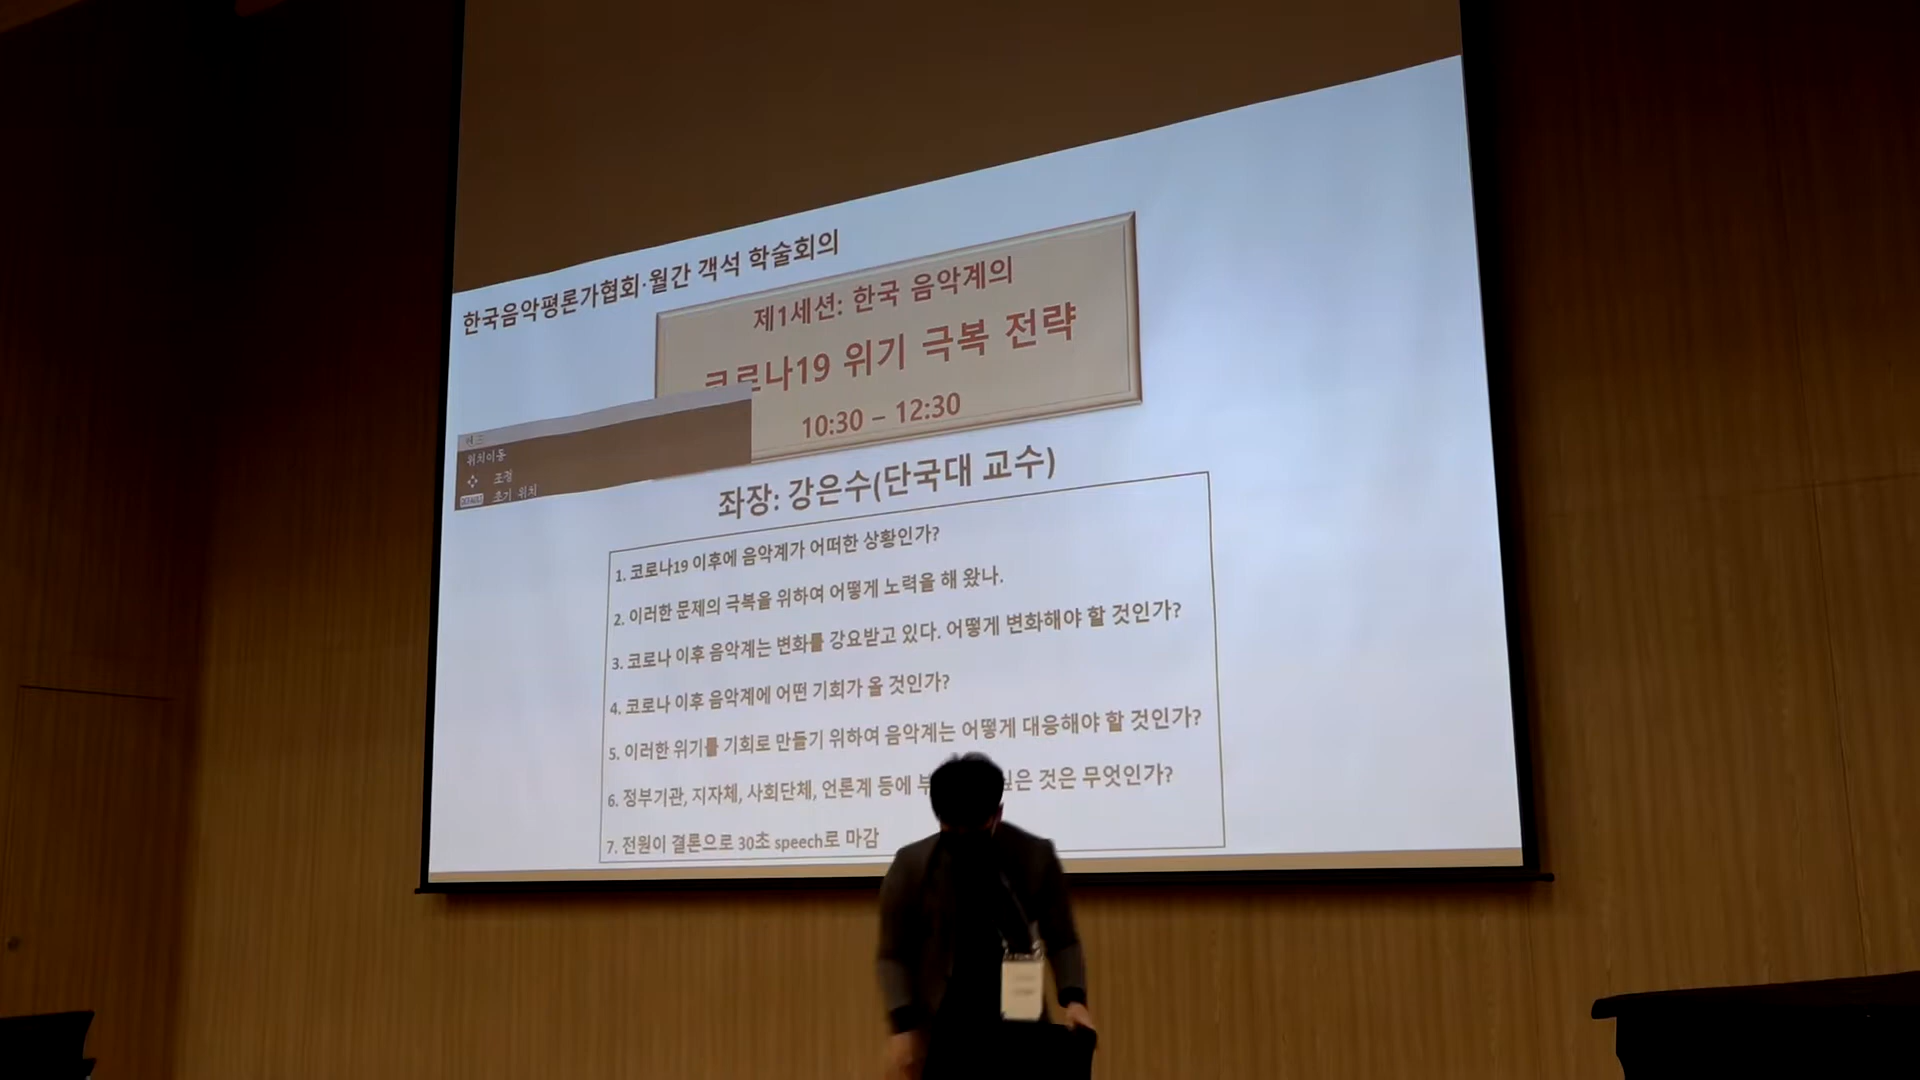 한국음악평론가협회·월간 객석 학술회의
제1세션: 한국 음악계의
코로나19 위기 극복 전략
10:30 – 12:30
렌즈
위치이동
조정
초기 위치
좌장: 강은수(단국대 교수)
1. 코로나19 이후에 음악계가 어떠한 상황인가?
2. 이러한 문제의 극복을 위하여 어떻게 노력을 해 왔나.
3. 코로나 이후 음악계는 변화를 강요받고 있다. 어떻게 변화해야 할 것인가?
4. 코로나 이후 음악계에 어떤 기회가 올 것인가?
5. 이러한 위기를 기회로 만들기 위하여 음악계는 어떻게 대응해야 할 것인가?
6. 정부기관, 지자체, 사회단체, 언론계 등에 것은 무엇인가?
7. 전원이 결론으로 30초 speech로 마감